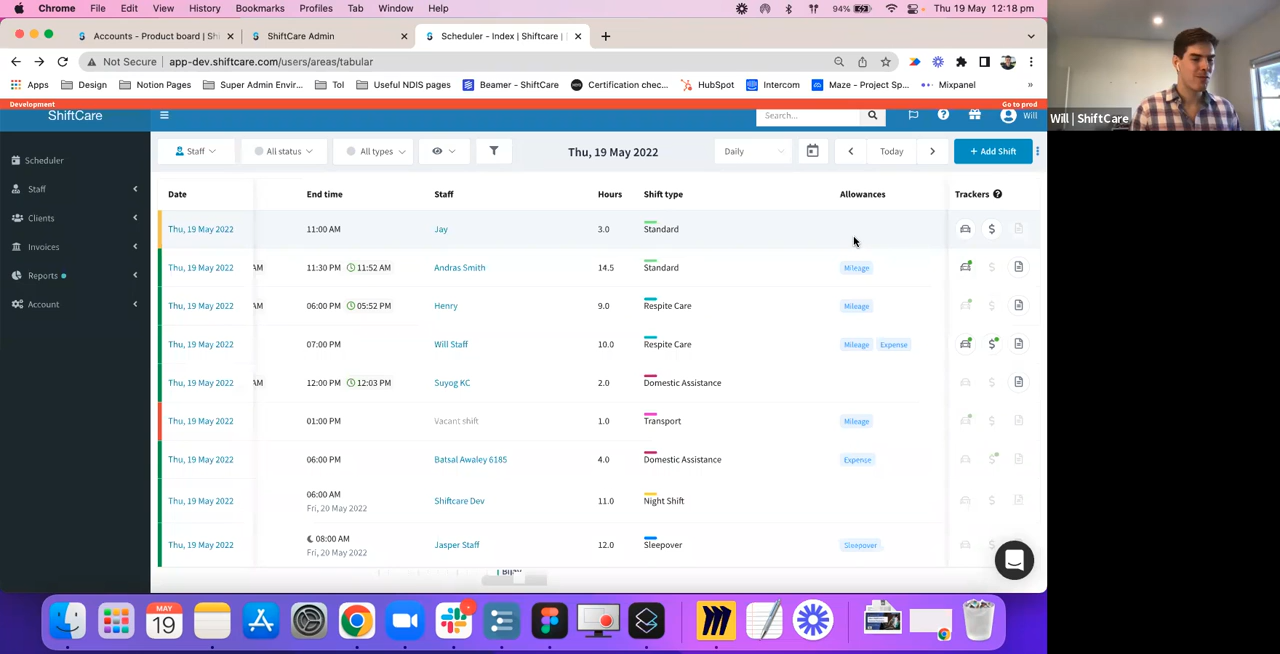 Chrome File Edit View History Bookmarks Profiles Tab Window Help 94% Thu 19 May 12:18 pm
Accounts - Product board | Shi ShiftCare Admin Scheduler - Index | Shiftcare |
Not Secure app-dev.shiftcare.com/users/areas/tabular
Apps Design Notion Pages Super Admin Envir... Tol Useful NDIS pages Beamer - ShiftCare Certification chec... HubSpot Intercom Maze - Project Sp... Mixpanel »
Development Go to prod
ShiftCare Search... Will
Will | ShiftCare
Staff All status All types Thu, 19 May 2022 Daily Today + Add Shift
Scheduler
Staff
Clients
Invoices
Reports
Account
Date End time Staff Hours Shift type Allowances Trackers ?
Thu, 19 May 2022 11:00 AM Jay 3.0 Standard
Thu, 19 May 2022 AM 11:30 PM 11:52 AM Andras Smith 14.5 Standard Mileage
Thu, 19 May 2022 AM 06:00 PM 05:52 PM Henry 9.0 Respite Care Mileage
Thu, 19 May 2022 07:00 PM Will Staff 10.0 Respite Care Mileage Expense
Thu, 19 May 2022 AM 12:00 PM 12:03 PM Suyog KC 2.0 Domestic Assistance
Thu, 19 May 2022 01:00 PM Vacant shift 1.0 Transport Mileage
Thu, 19 May 2022 06:00 PM Batsal Awaley 6185 4.0 Domestic Assistance Expense
Thu, 19 May 2022 06:00 AM Shiftcare Dev 11.0 Night Shift
Fri, 20 May 2022
Thu, 19 May 2022 08:00 AM Jasper Staff 12.0 Sleepover Sleepover
Fri, 20 May 2022
MAY
19